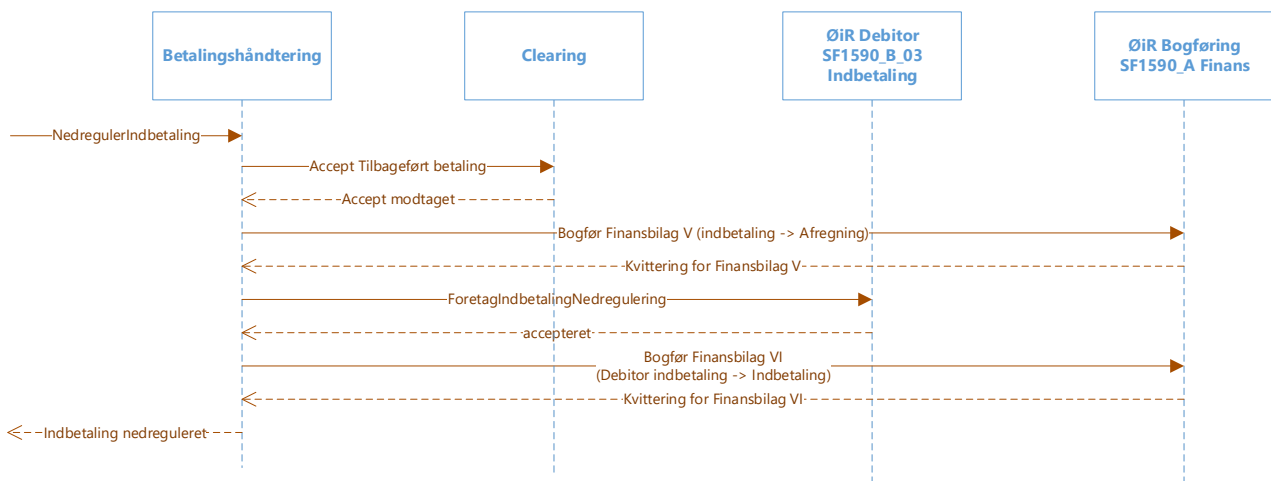 Betalingshåndtering
Clearing
ØiR Debitor
SF1590_B_03
Indbetaling
ØiR Bogføring
SF1590_A Finans
NedregulerIndbetaling
Accept Tilbageført betaling
Accept modtaget
Bogfør Finansbilag V (indbetaling -> Afregning)
Kvittering for Finansbilag V
ForetagIndbetalingNedregulering
accepteret
Bogfør Finansbilag VI
(Debitor indbetaling -> Indbetaling)
Kvittering for Finansbilag VI
Indbetaling nedreguleret